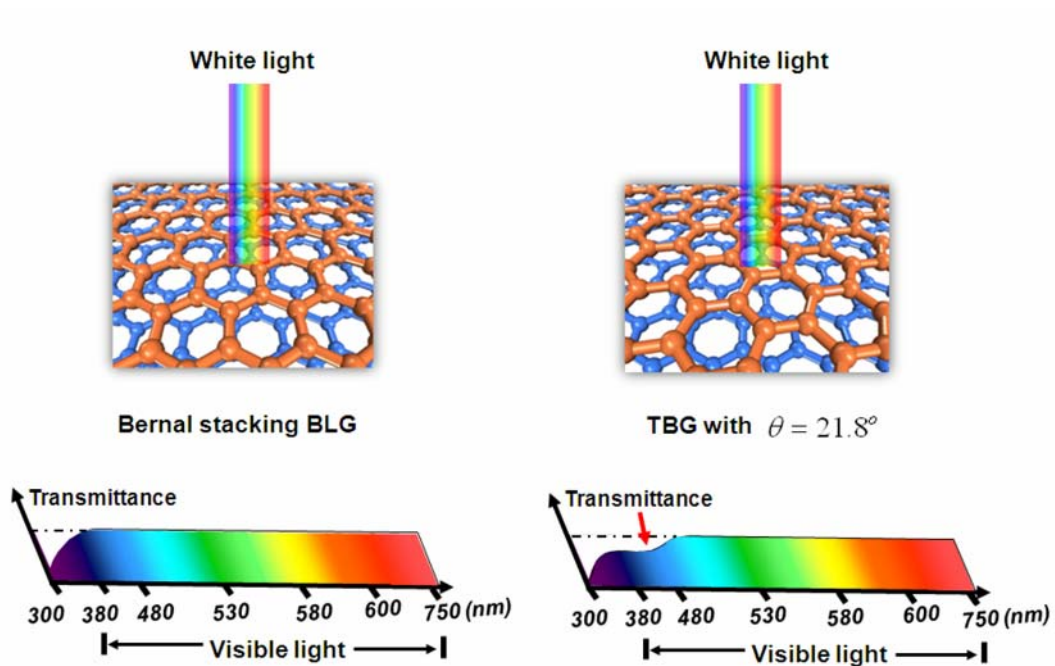 White light
White light
Bernal stacking BLG
TBG with θ = 21.8°
Transmittance
300 380 480 530 580 600 750 (nm)
Visible light
Transmittance
300 380 480 530 580 600 750 (nm)
Visible light